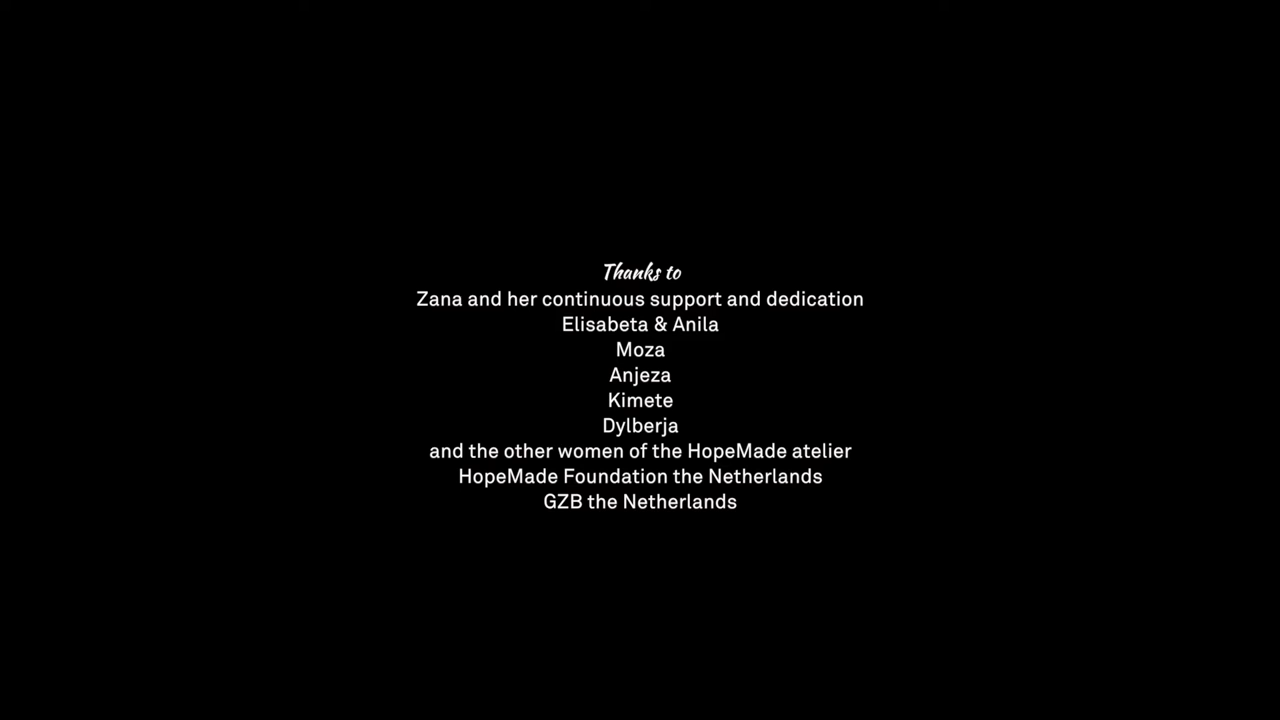 Thanks to
Zana and her continuous support and dedication
Elisabeta & Anila
Moza
Anjeza
Kimete
Dylberja
and the other women of the HopeMade atelier
HopeMade Foundation the Netherlands
GZB the Netherlands